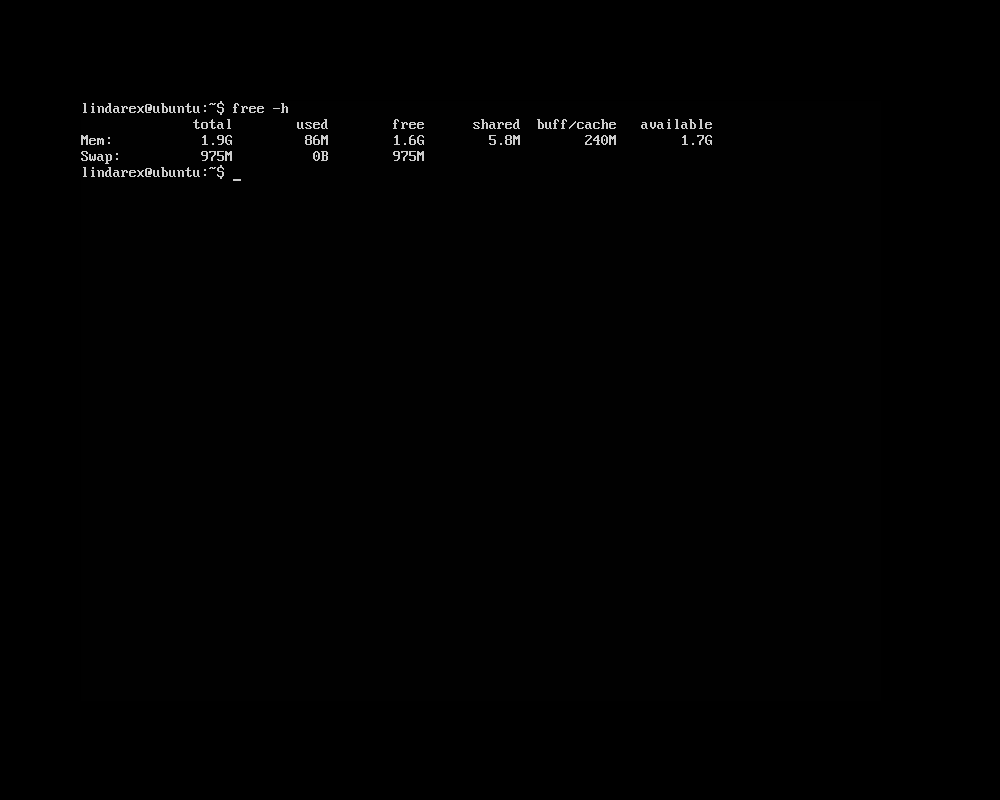 lindarex@ubuntu:~$ free -h
              total        used        free      shared  buff/cache   available
Mem:           1.9G         86M        1.6G        5.8M        240M        1.7G
Swap:          975M          0B        975M
lindarex@ubuntu:~$ _